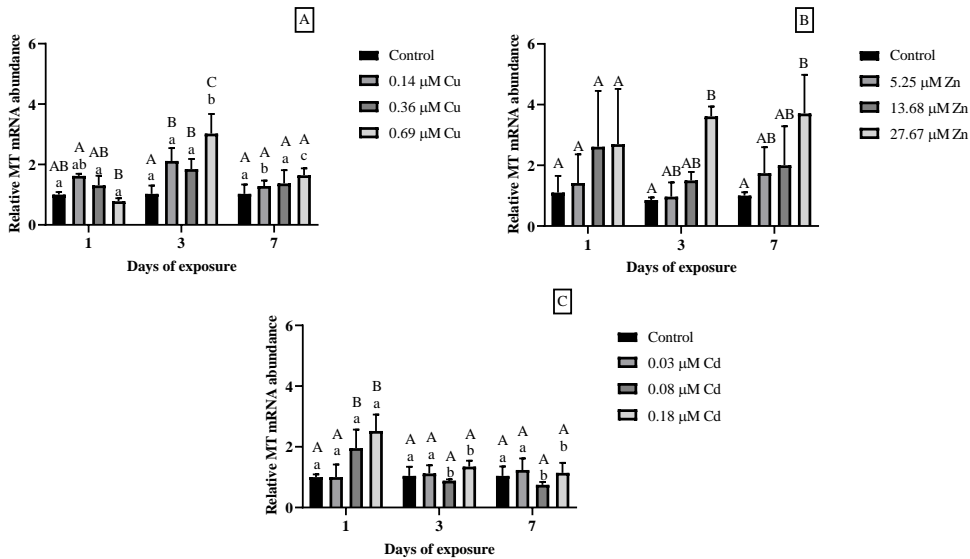 A
6
4
2
0
Relative MT mRNA abundance
AB
a
A
ab
AB
a
B
a
A
a
B
a
B
a
C
b
A
a
A
b
A
a
A
c
1
3
7
Days of exposure
Control
0.14 μM Cu
0.36 μM Cu
0.69 μM Cu
B
6
4
2
0
Relative MT mRNA abundance
A
A
A
A
A
AB
AB
B
A
AB
AB
B
1
3
7
Days of exposure
Control
5.25 μM Zn
13.68 μM Zn
27.67 μM Zn
C
6
4
2
0
Relative MT mRNA abundance
A
a
A
a
B
a
B
a
A
a
A
a
A
b
A
b
A
a
A
a
A
b
A
b
1
3
7
Days of exposure
Control
0.03 μM Cd
0.08 μM Cd
0.18 μM Cd